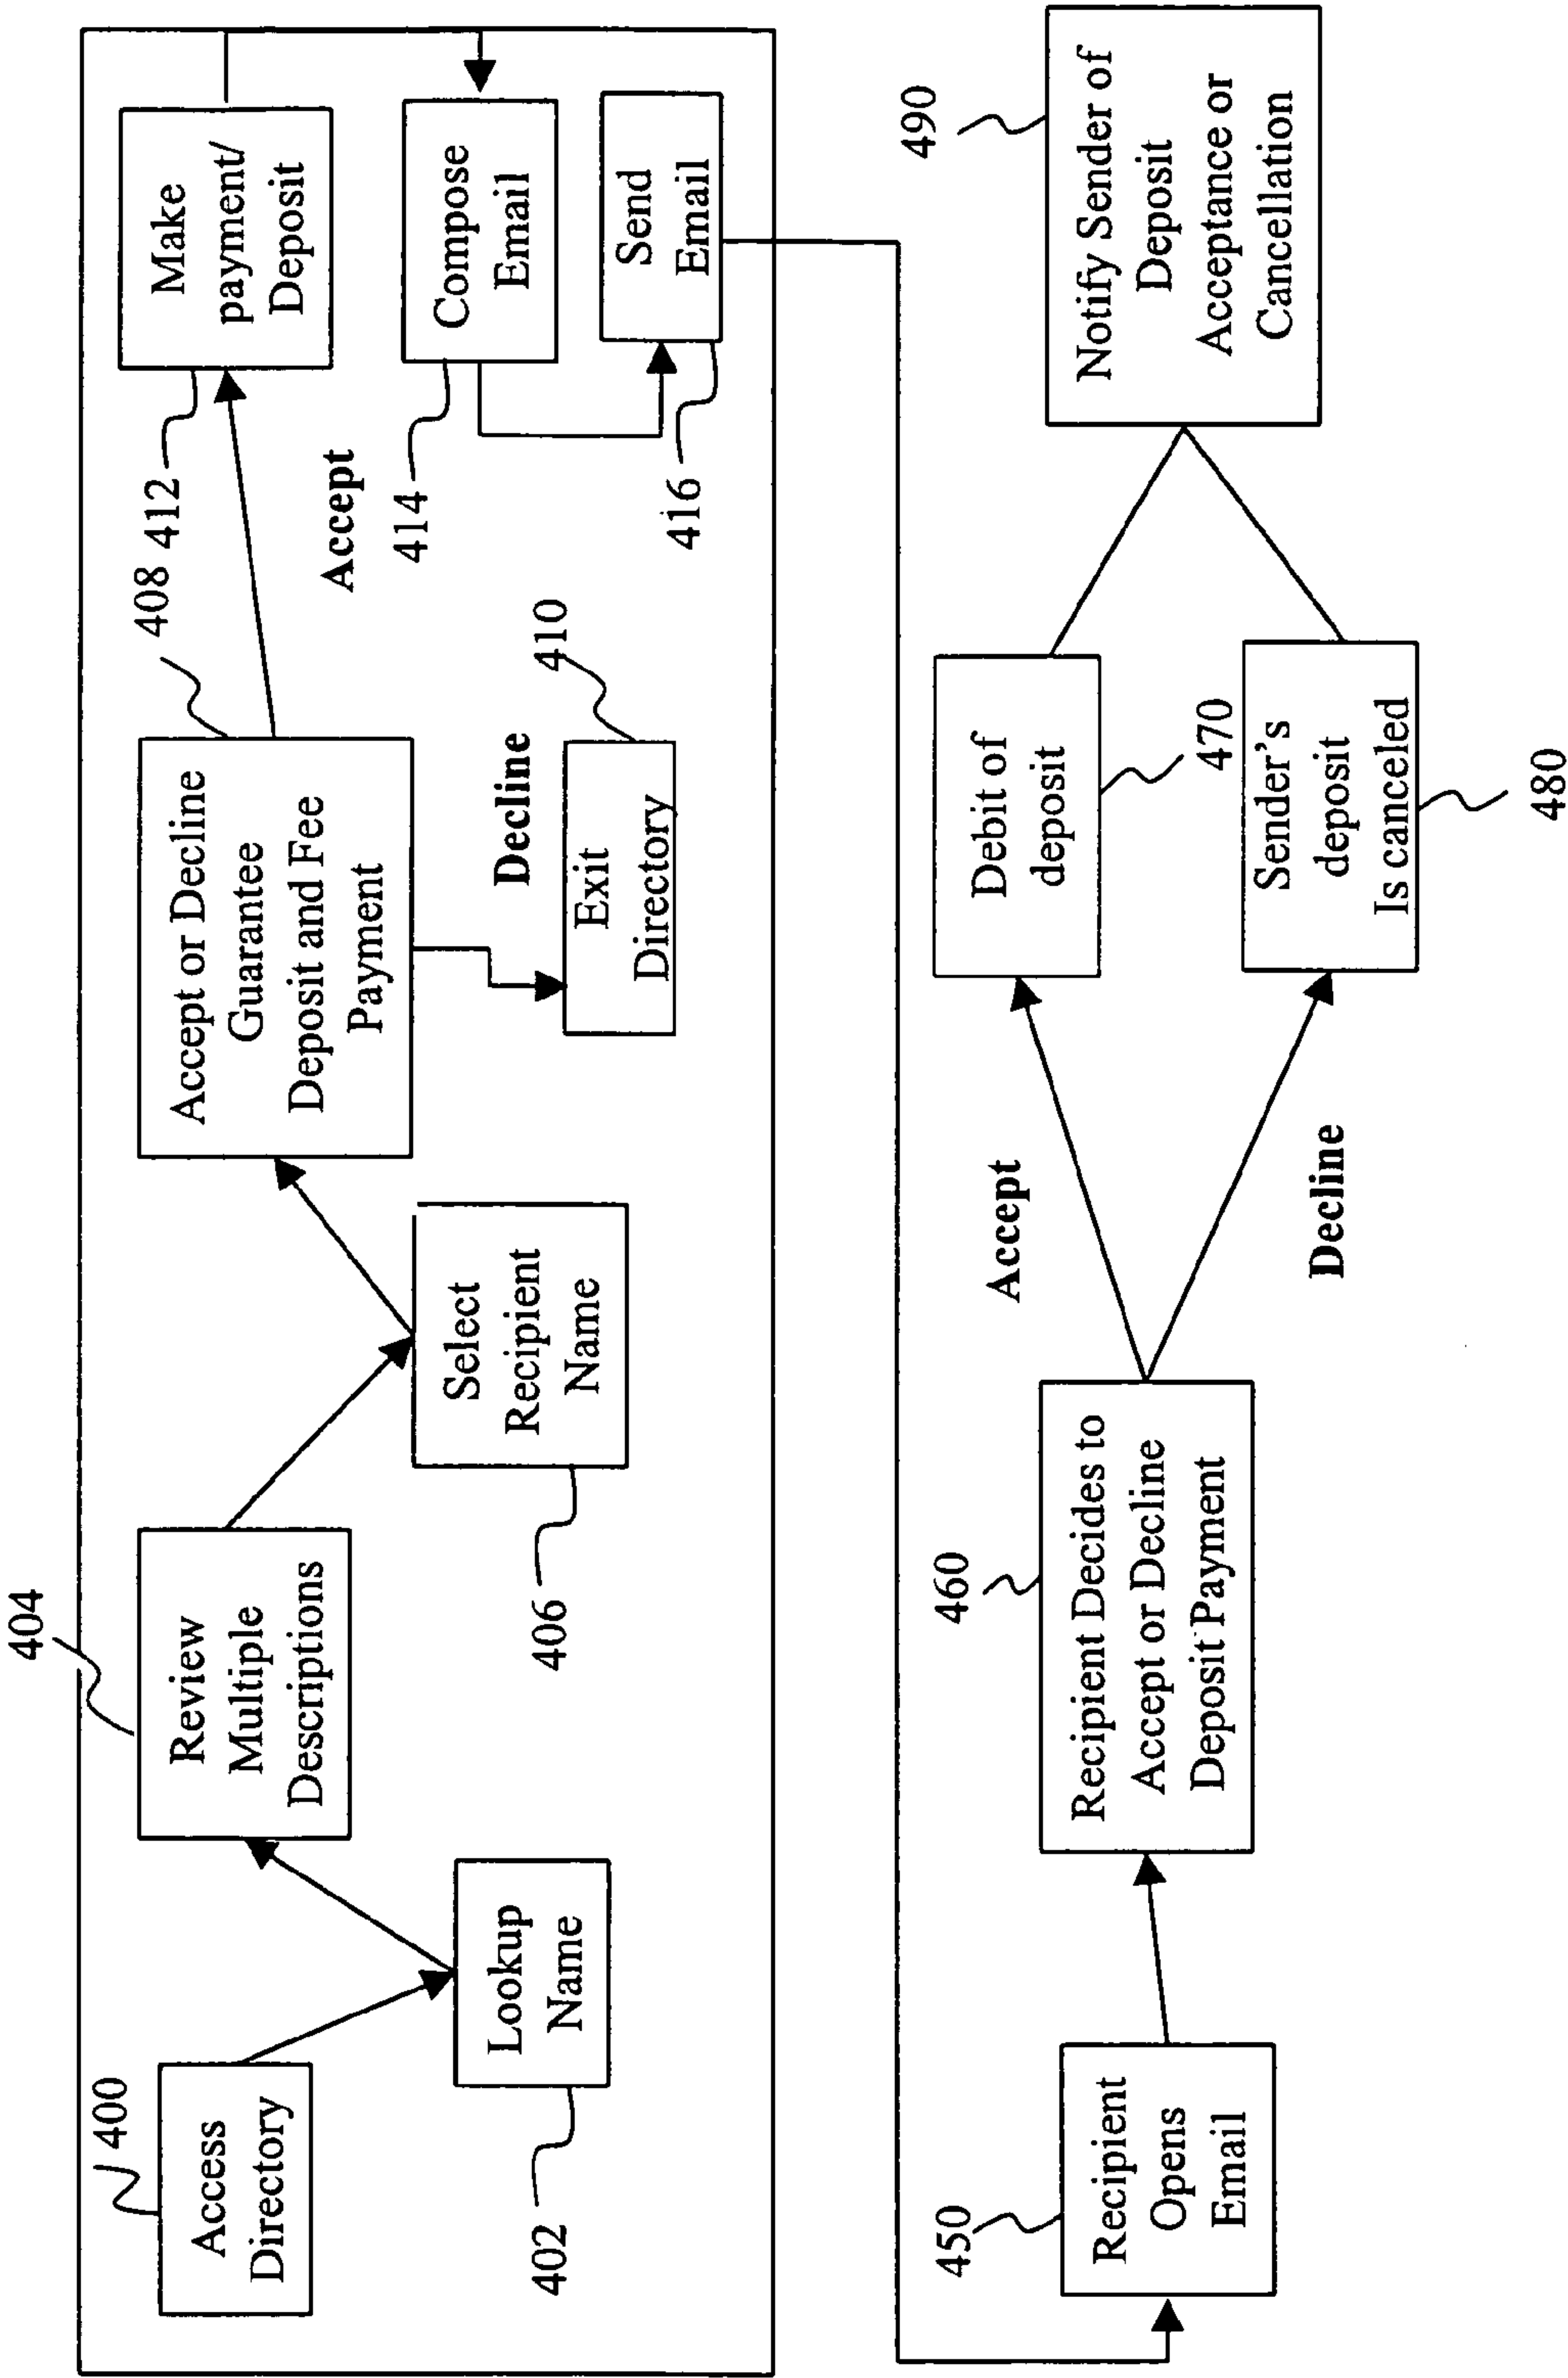 400
Access
Directory
402
Lookup
Name
404
Review
Multiple
Descriptions
406
Select
Recipient
Name
408
Accept or Decline
Guarantee
Deposit and Fee
Payment
Decline
410
Exit
Directory
Accept
412
Make
payment/
Deposit
414
Compose
Email
416
Send
Email
450
Recipient
Opens
Email
460
Recipient Decides to
Accept or Decline
Deposit Payment
Accept
Decline
Debit of
deposit
470
Sender's
deposit
Is canceled
480
490
Notify Sender of
Deposit
Acceptance or
Cancellation